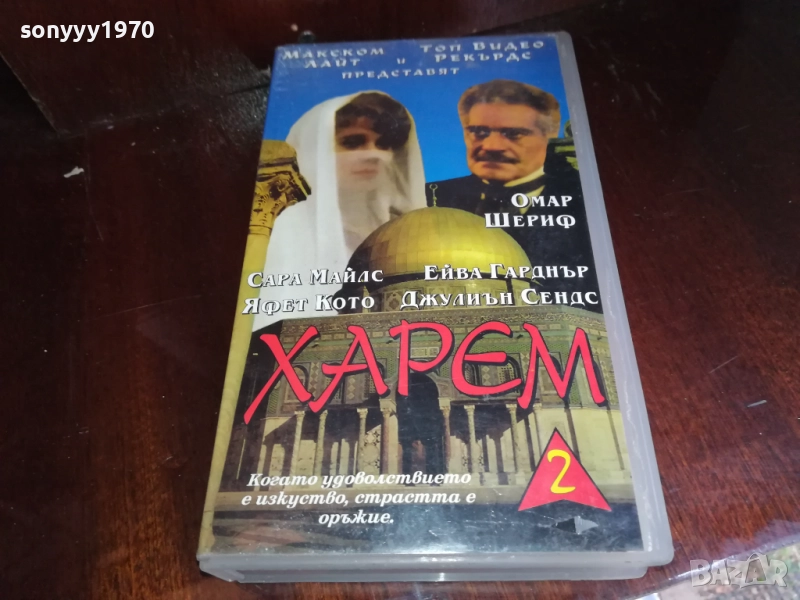 sonyyy1970
Макском Топ Видео
Лайт и Рекърдс
представят
Омар
Шериф
Сара Майлс Ейва Гарднър
Яфет Кото Джулиън Сендс
ХАРЕМ
2
Когато удоволствието
е изкуство, страстта е
оръжие.
BAZAR